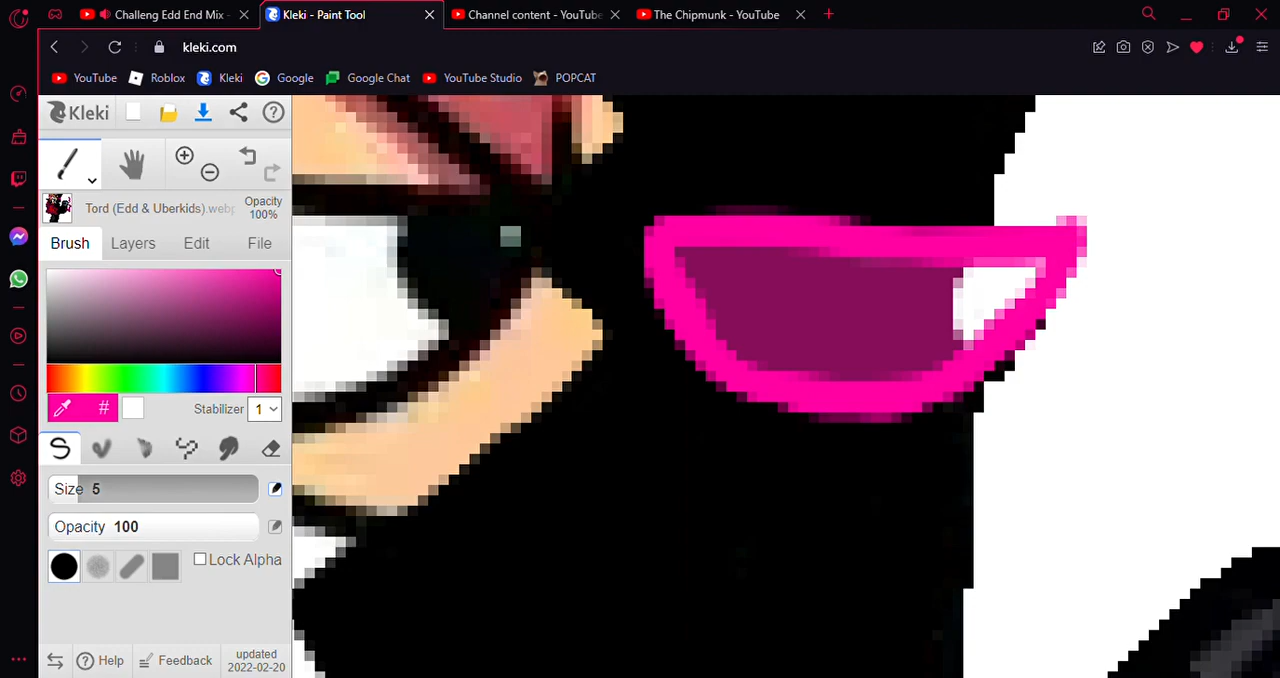 Challeng Edd End Mix -
Kleki - Paint Tool
Channel content - YouTube
The Chipmunk - YouTube
kleki.com
YouTube
Roblox
Kleki
Google
Google Chat
YouTube Studio
POPCAT
Kleki
Tord (Edd & Uberkids).webp
Opacity
100%
Brush
Layers
Edit
File
#
Stabilizer
1
Size 5
Opacity 100
Lock Alpha
Help
Feedback
updated
2022-02-20